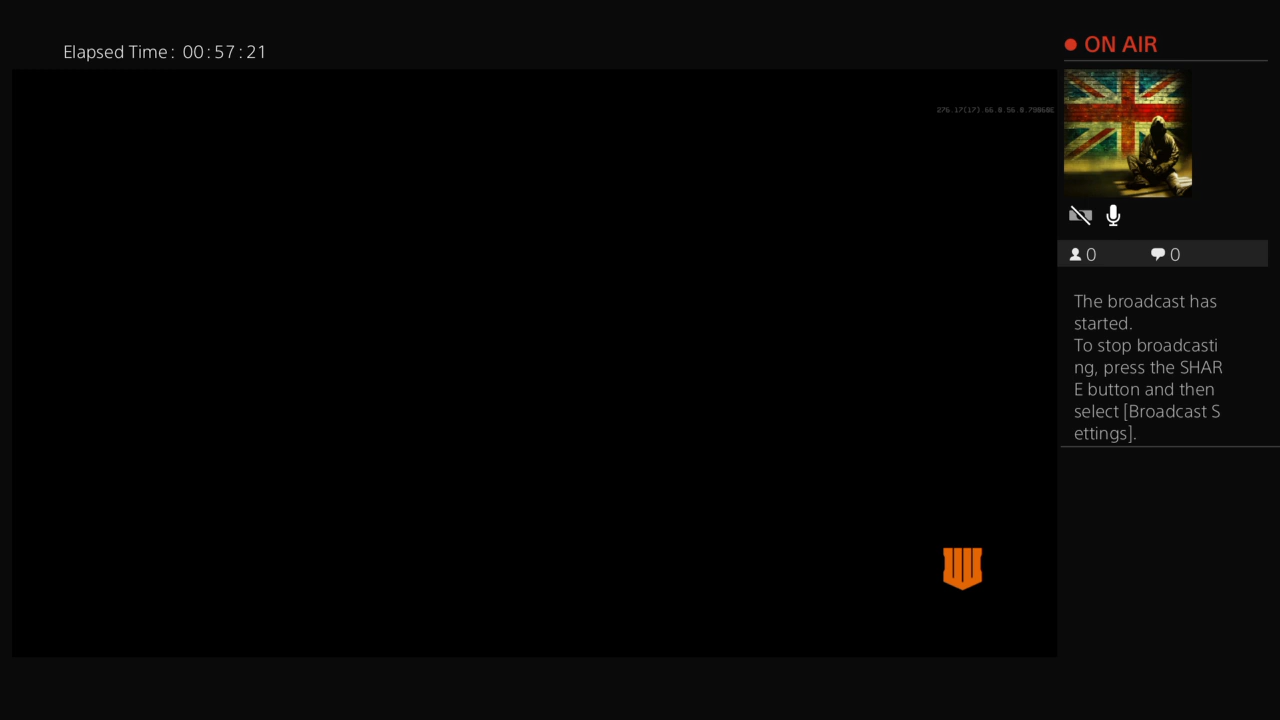 Elapsed Time: 00:57:21
ON AIR
0 0
The broadcast has
started.
To stop broadcasti
ng, press the SHAR
E button and then
select [Broadcast S
ettings].